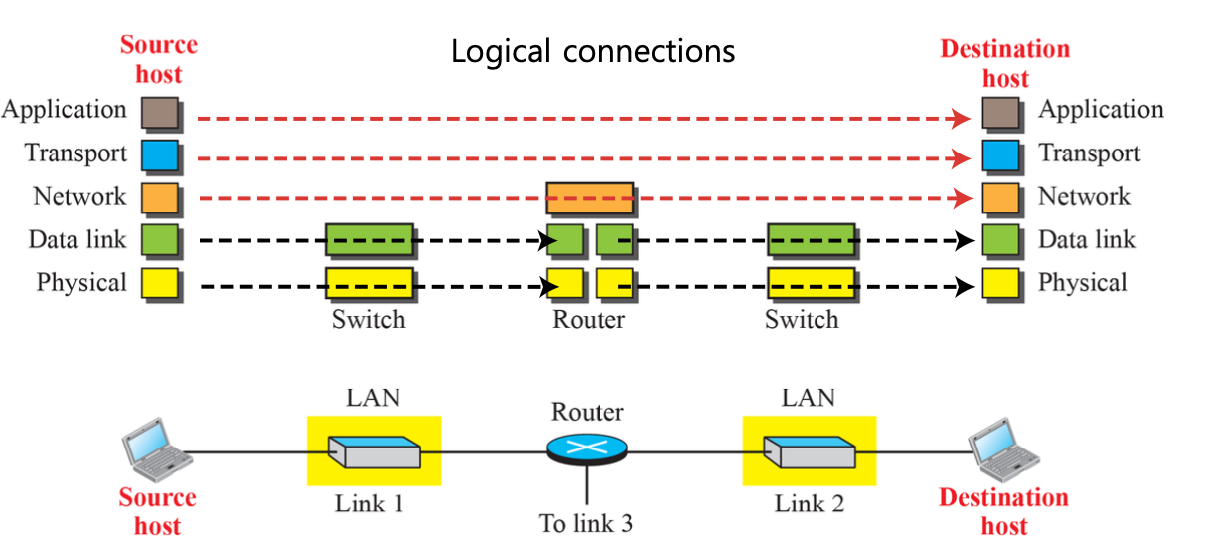 Logical connections
Source
host
Destination
host
Application
Application
Transport
Transport
Network
Network
Data link
Data link
Physical
Physical
Switch
Router
Switch
LAN
Router
LAN
Source
host
Link 1
To link 3
Link 2
Destination
host